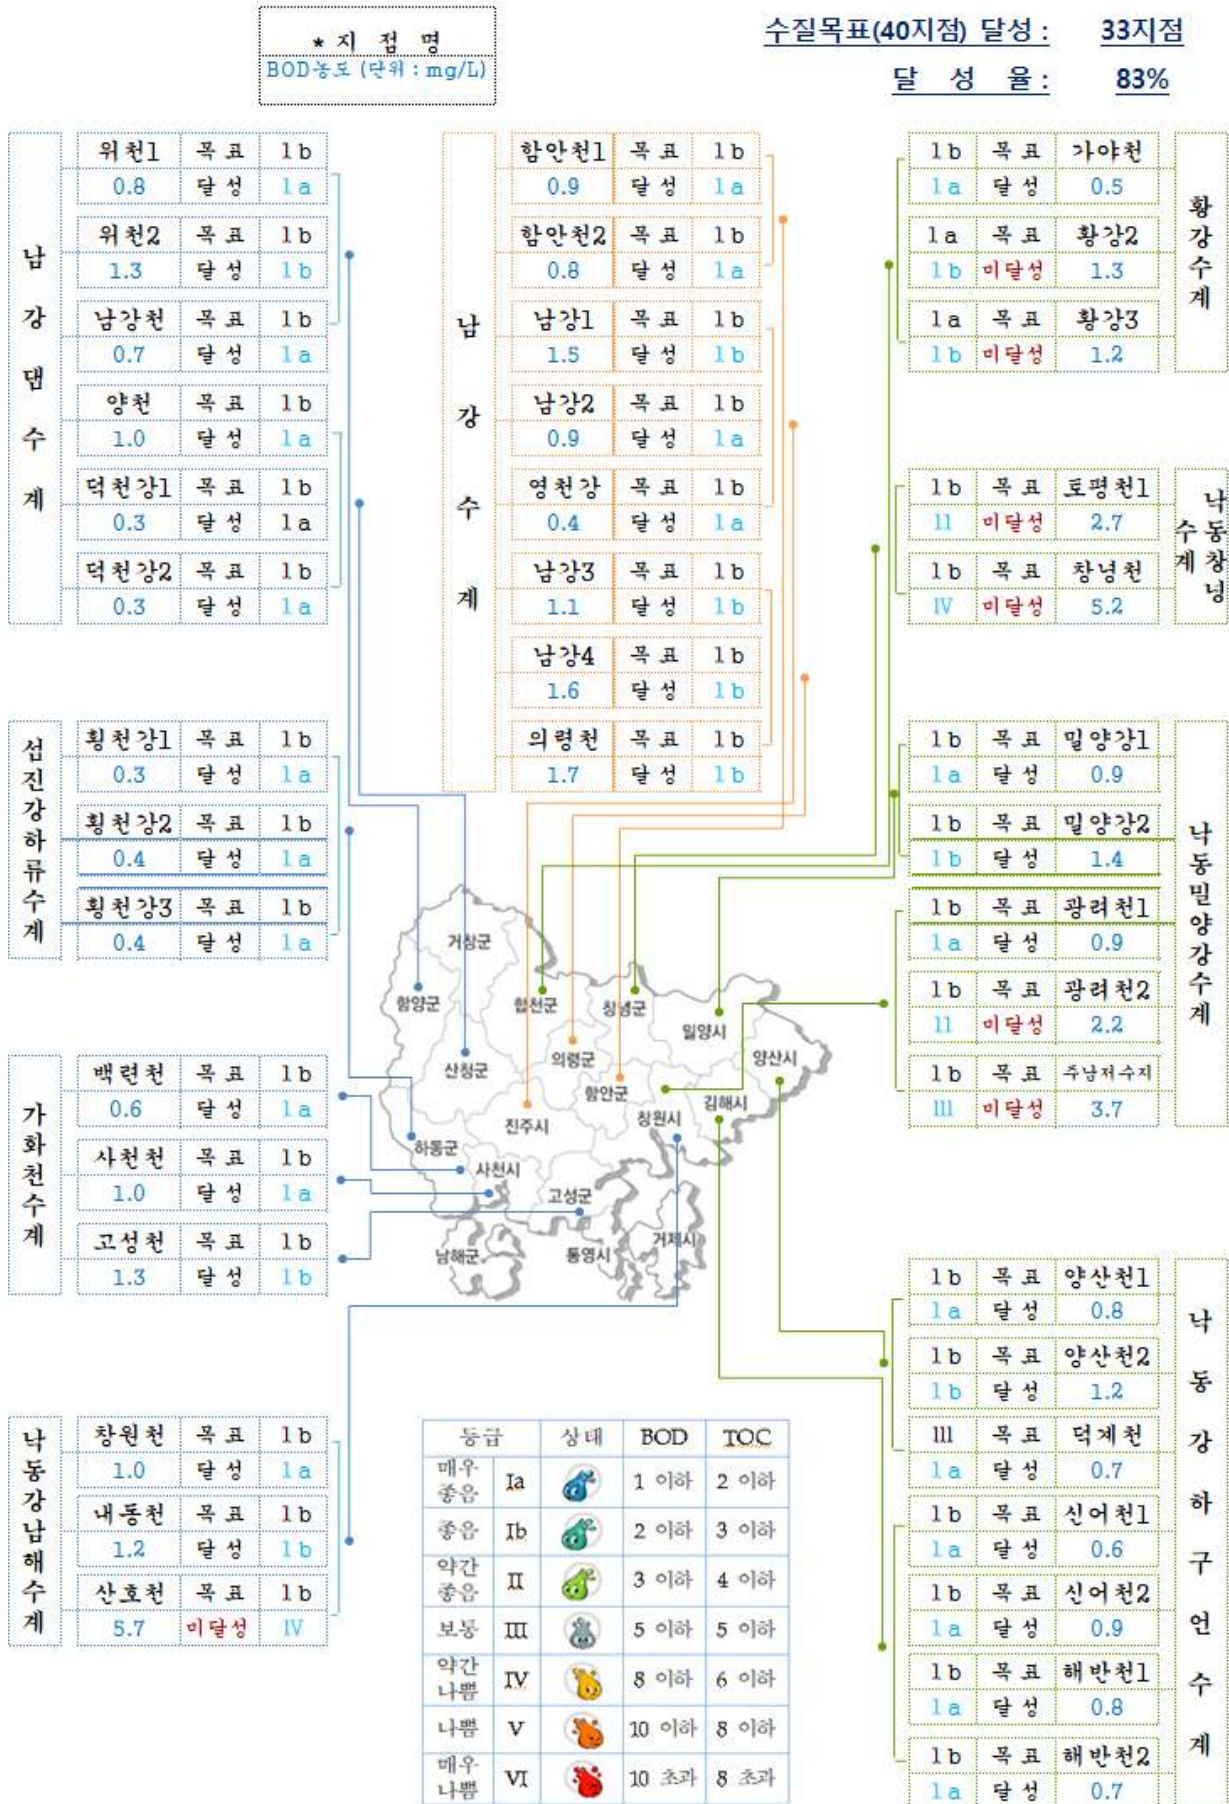 * 지 점 명
BOD농도 (단위 : mg/L)
수질목표(40지점) 달성 : 33지점
달 성 율 : 83%
남강댐수계
위천1 목표 1b
0.8 달성 1a
위천2 목표 1b
1.3 달성 1b
남강천 목표 1b
0.7 달성 1a
양천 목표 1b
1.0 달성 1a
덕천강1 목표 1b
0.3 달성 1a
덕천강2 목표 1b
0.3 달성 1a
섬진강하류수계
횡천강1 목표 1b
0.3 달성 1a
횡천강2 목표 1b
0.4 달성 1a
횡천강3 목표 1b
0.4 달성 1a
가화천수계
백련천 목표 1b
0.6 달성 1a
사천천 목표 1b
1.0 달성 1a
고성천 목표 1b
1.3 달성 1b
낙동강남해수계
창원천 목표 1b
1.0 달성 1a
내동천 목표 1b
1.2 달성 1b
산호천 목표 1b
5.7 미달성 IV
남강수계
함안천1 목표 1b
0.9 달성 1a
함안천2 목표 1b
0.8 달성 1a
남강1 목표 1b
1.5 달성 1b
남강2 목표 1b
0.9 달성 1a
영천강 목표 1b
0.4 달성 1a
남강3 목표 1b
1.1 달성 1b
남강4 목표 1b
1.6 달성 1b
의령천 목표 1b
1.7 달성 1b
황강수계
1b 목표 가야천
1a 달성 0.5
1a 목표 황강2
1b 미달성 1.3
1a 목표 황강3
1b 미달성 1.2
낙동창녕수계
1b 목표 토평천1
II 미달성 2.7
1b 목표 창녕천
IV 미달성 5.2
낙동밀양강수계
1b 목표 밀양강1
1a 달성 0.9
1b 목표 밀양강2
1b 달성 1.4
1b 목표 광려천1
1a 달성 0.9
1b 목표 광려천2
II 미달성 2.2
1b 목표 주남저수지
III 미달성 3.7
낙동강하구언수계
1b 목표 양산천1
1a 달성 0.8
1b 목표 양산천2
1b 달성 1.2
III 목표 덕계천
1a 달성 0.7
1b 목표 신어천1
1a 달성 0.6
1b 목표 신어천2
1a 달성 0.9
1b 목표 해반천1
1a 달성 0.8
1b 목표 해반천2
1a 달성 0.7
거창군
함양군
합천군
창녕군
밀양시
산청군
의령군
양산시
함안군
김해시
진주시
창원시
하동군
사천시
고성군
남해군
통영시
거제시
등급 상태 BOD TOC
매우 좋음 Ia 1 이하 2 이하
좋음 Ib 2 이하 3 이하
약간 좋음 II 3 이하 4 이하
보통 III 5 이하 5 이하
약간 나쁨 IV 8 이하 6 이하
나쁨 V 10 이하 8 이하
매우 나쁨 VI 10 초과 8 초과